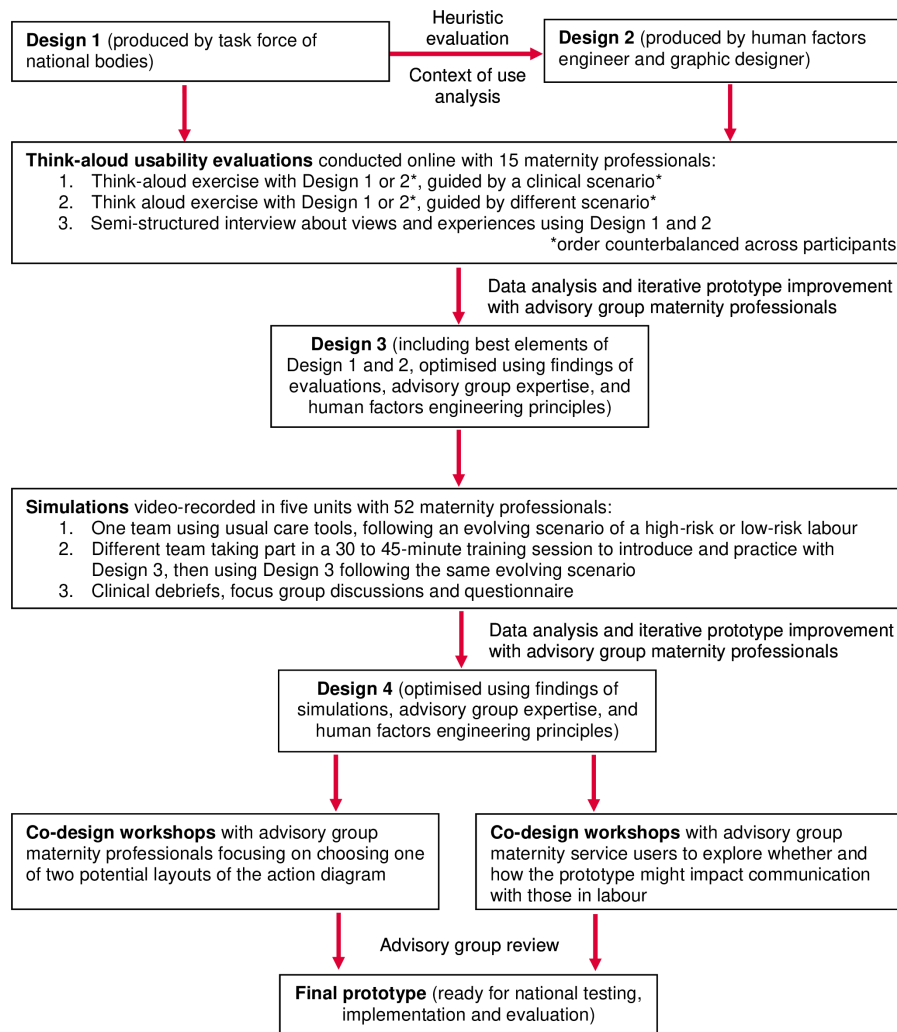 Design 1 (produced by task force of
national bodies)
Heuristic
evaluation
Context of use
analysis
Design 2 (produced by human factors
engineer and graphic designer)
Think-aloud usability evaluations conducted online with 15 maternity professionals:
1. Think-aloud exercise with Design 1 or 2*, guided by a clinical scenario*
2. Think aloud exercise with Design 1 or 2*, guided by different scenario*
3. Semi-structured interview about views and experiences using Design 1 and 2
*order counterbalanced across participants
Data analysis and iterative prototype improvement
with advisory group maternity professionals
Design 3 (including best elements of
Design 1 and 2, optimised using findings of
evaluations, advisory group expertise, and
human factors engineering principles)
Simulations video-recorded in five units with 52 maternity professionals:
1. One team using usual care tools, following an evolving scenario of a high-risk or low-risk labour
2. Different team taking part in a 30 to 45-minute training session to introduce and practice with
Design 3, then using Design 3 following the same evolving scenario
3. Clinical debriefs, focus group discussions and questionnaire
Data analysis and iterative prototype improvement
with advisory group maternity professionals
Design 4 (optimised using findings of
simulations, advisory group expertise, and
human factors engineering principles)
Co-design workshops with advisory group
maternity professionals focusing on choosing one
of two potential layouts of the action diagram
Co-design workshops with advisory group
maternity service users to explore whether and
how the prototype might impact communication
with those in labour
Advisory group review
Final prototype (ready for national testing,
implementation and evaluation)